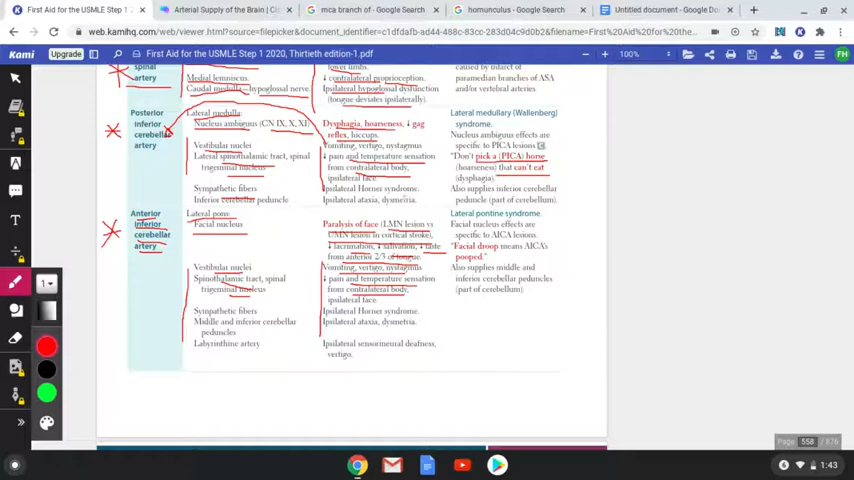 First Aid for the USMLE Step 1 2
Arterial Supply of the Brain | C
mca branch of - Google Search
homunculus - Google Search
Untitled document - Google Do
web.kamihq.com/web/viewer.html?source=filepicker&document_identifier=c1dfdafb-ad44-488c-83cc-283d04c9d0b2&filename=First%20Aid%20for%20the...
Kami
Upgrade
First Aid for the USMLE Step 1 2020, Thirtieth edition-1.pdf
100%
spinal
artery
Medial lemniscus.
Caudal medulla—hypoglossal nerve.
lower limbs.
↓ contralateral proprioception.
Ipsilateral hypoglossal dysfunction
(tongue deviates ipsilaterally).
caused by infarct of
paramedian branches of ASA
and/or vertebral arteries.
Posterior
inferior
cerebellar
artery
Lateral medulla:
Nucleus ambiguus (CN IX, X, XI)
Vestibular nuclei
Lateral spinothalamic tract, spinal
trigeminal nucleus
Sympathetic fibers
Inferior cerebellar peduncle
Dysphagia, hoarseness, ↓ gag
reflex, hiccups.
Vomiting, vertigo, nystagmus
↓ pain and temperature sensation
from contralateral body,
ipsilateral face.
Ipsilateral Horner syndrome.
Ipsilateral ataxia, dysmetria.
Lateral medullary (Wallenberg)
syndrome.
Nucleus ambiguus effects are
specific to PICA lesions
"Don't pick a (PICA) horse
(hoarseness) that can't eat
(dysphagia).
Also supplies inferior cerebellar
peduncle (part of cerebellum).
Anterior
inferior
cerebellar
artery
Lateral pons:
Facial nucleus
Vestibular nuclei
Spinothalamic tract, spinal
trigeminal nucleus
Sympathetic fibers
Middle and inferior cerebellar
peduncles
Labyrinthine artery
Paralysis of face (LMN lesion vs
UMN lesion in cortical stroke),
↓ lacrimation, ↓ salivation, ↓ taste
from anterior 2/3 of tongue.
Vomiting, vertigo, nystagmus
↓ pain and temperature sensation
from contralateral body,
ipsilateral face.
Ipsilateral Horner syndrome.
Ipsilateral ataxia, dysmetria.
Ipsilateral sensorineural deafness,
vertigo.
Lateral pontine syndrome.
Facial nucleus effects are
specific to AICA lesions.
"Facial droop means AICA's
pooped."
Also supplies middle and
inferior cerebellar peduncles
(part of cerebellum).
T
1
Page 558 / 876
6
1:43